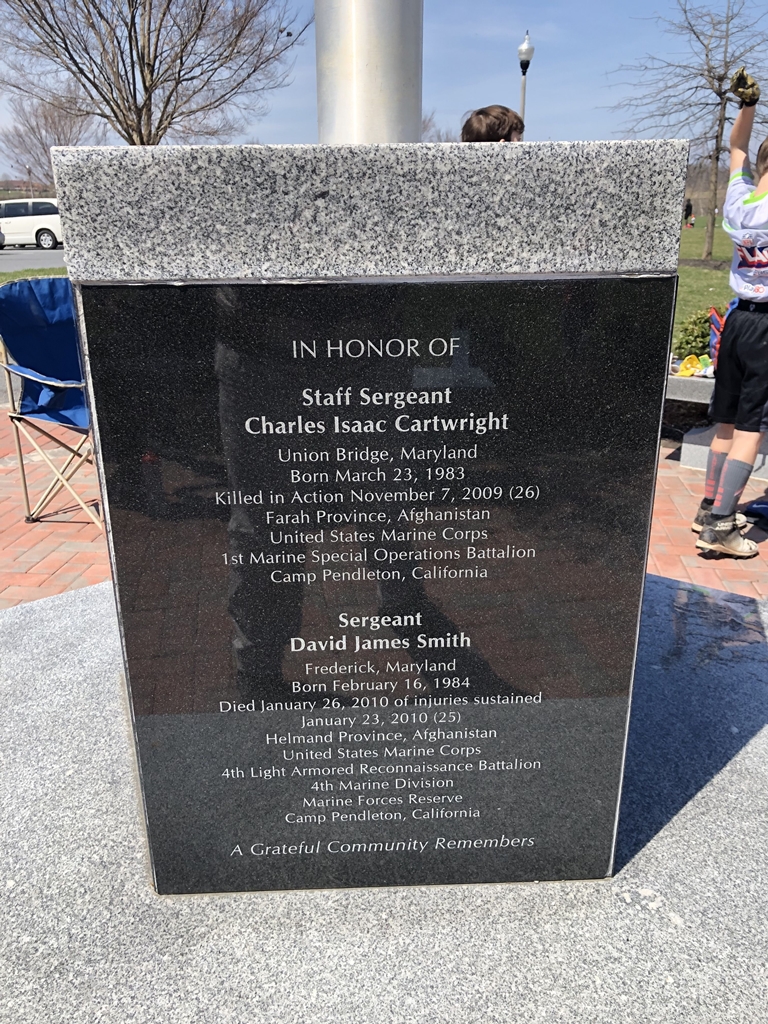 IN HONOR OF
Staff Sergeant
Charles Isaac Cartwright
Union Bridge, Maryland
Born March 23, 1983
Killed in Action November 7, 2009 (26)
Farah Province, Afghanistan
United States Marine Corps
1st Marine Special Operations Battalion
Camp Pendleton, California
Sergeant
David James Smith
Frederick, Maryland
Born February 16, 1984
Died January 26, 2010 of injuries sustained
January 23, 2010 (25)
Helmand Province, Afghanistan
United States Marine Corps
4th Light Armored Reconnaissance Battalion
4th Marine Division
Marine Forces Reserve
Camp Pendleton, California
A Grateful Community Remembers